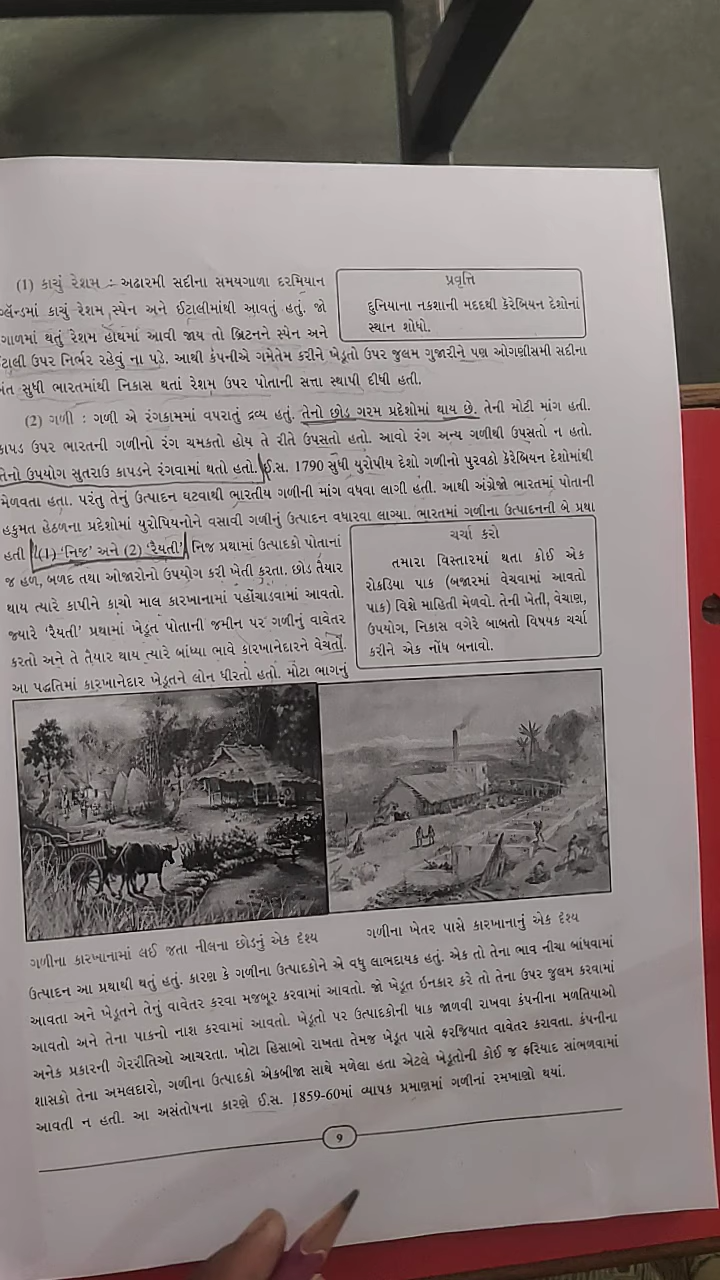 (1) કાચું રેશમ : અઢારમી સદીના સમયગાળા દરમિયાન
ગ્લૅન્ડમાં કાચું રેશમ સ્પેન અને ઈટાલીમાંથી આવતું હતું. જો
ગાળમાં થતું રેશમ હાથમાં આવી જાય તો બ્રિટનને સ્પેન અને
ટાલી ઉપર નિર્ભર રહેવું ના પડે. આથી કંપનીએ ગમેતેમ કરીને ખેડૂતો ઉપર જુલમ ગુજારીને પણ ઓગણીસમી સદીના
અંત સુધી ભારતમાંથી નિકાસ થતાં રેશમ ઉપર પોતાની સત્તા સ્થાપી દીધી હતી.
પ્રવૃત્તિ
દુનિયાના નકશાની મદદથી કેરેબિયન દેશોનાં
સ્થાન શોધો.
(2) ગળી : ગળી એ રંગકામમાં વપરાતું દ્રવ્ય હતું. તેનો છોડ ગરમ પ્રદેશોમાં થાય છે. તેની મોટી માંગ હતી.
કાપડ ઉપર ભારતની ગળીનો રંગ ચમકતો હોય તે રીતે ઉપસતો હતો. આવો રંગ અન્ય ગળીથી ઉપસતો ન હતો.
તેનો ઉપયોગ સુતરાઉ કાપડને રંગવામાં થતો હતો. ઈ.સ. 1790 સુધી યુરોપીય દેશો ગળીનો પુરવઠો કેરેબિયન દેશોમાંથી
મેળવતા હતા. પરંતુ તેનું ઉત્પાદન ઘટવાથી ભારતીય ગળીની માંગ વધવા લાગી હતી. આથી અંગ્રેજો ભારતમાં પોતાની
હકુમત હેઠળના પ્રદેશોમાં યુરોપિયનોને વસાવી ગળીનું ઉત્પાદન વધારવા લાગ્યા. ભારતમાં ગળીના ઉત્પાદનની બે પ્રથા
હતી (1) ‘નિજ’ અને (2) ‘રૈયતી’ નિજ પ્રથામાં ઉત્પાદકો પોતાનાં
જ હળ, બળદ તથા ઓજારોનો ઉપયોગ કરી ખેતી કરતા. છોડ તૈયાર
થાય ત્યારે કાપીને કાચો માલ કારખાનામાં પહોંચાડવામાં આવતો.
જ્યારે ‘રૈયતી’ પ્રથામાં ખેડૂત પોતાની જમીન પર ગળીનું વાવેતર
કરતો અને તે તૈયાર થાય ત્યારે બાંધ્યા ભાવે કારખાનેદારને વેચતો.
આ પદ્ધતિમાં કારખાનેદાર ખેડૂતને લોન ધીરતો હતો. મોટા ભાગનું
ચર્ચા કરો
તમારા વિસ્તારમાં થતા કોઈ એક
રોકડિયા પાક (બજારમાં વેચવામાં આવતો
પાક) વિશે માહિતી મેળવો. તેની ખેતી, વેચાણ,
ઉપયોગ, નિકાસ વગેરે બાબતો વિષયક ચર્ચા
કરીને એક નોંધ બનાવો.
ગળીના કારખાનામાં લઈ જતા નીલના છોડનું એક દૃશ્ય
ગળીના ખેતર પાસે કારખાનાનું એક દૃશ્ય
ઉત્પાદન આ પ્રથાથી થતું હતું. કારણ કે ગળીના ઉત્પાદકોને એ વધુ લાભદાયક હતું. એક તો તેના ભાવ નીચા બાંધવામાં
આવતા અને ખેડૂતને તેનું વાવેતર કરવા મજબૂર કરવામાં આવતો. જો ખેડૂત ઇનકાર કરે તો તેના ઉપર જુલમ કરવામાં
આવતો અને તેના પાકનો નાશ કરવામાં આવતો. ખેડૂતો પર ઉત્પાદકોની ધાક જાળવી રાખવા કંપનીના મળતિયાઓ
અનેક પ્રકારની ગેરરીતિઓ આચરતા. ખોટા હિસાબો રાખતા તેમજ ખેડૂત પાસે ફરજિયાત વાવેતર કરાવતા. કંપનીના
શાસકો તેના અમલદારો, ગળીના ઉત્પાદકો એકબીજા સાથે મળેલા હતા એટલે ખેડૂતોની કોઈ જ ફરિયાદ સાંભળવામાં
આવતી ન હતી. આ અસંતોષના કારણે ઈ.સ. 1859-60માં વ્યાપક પ્રમાણમાં ગળીનાં રમખાણો થયાં.
9